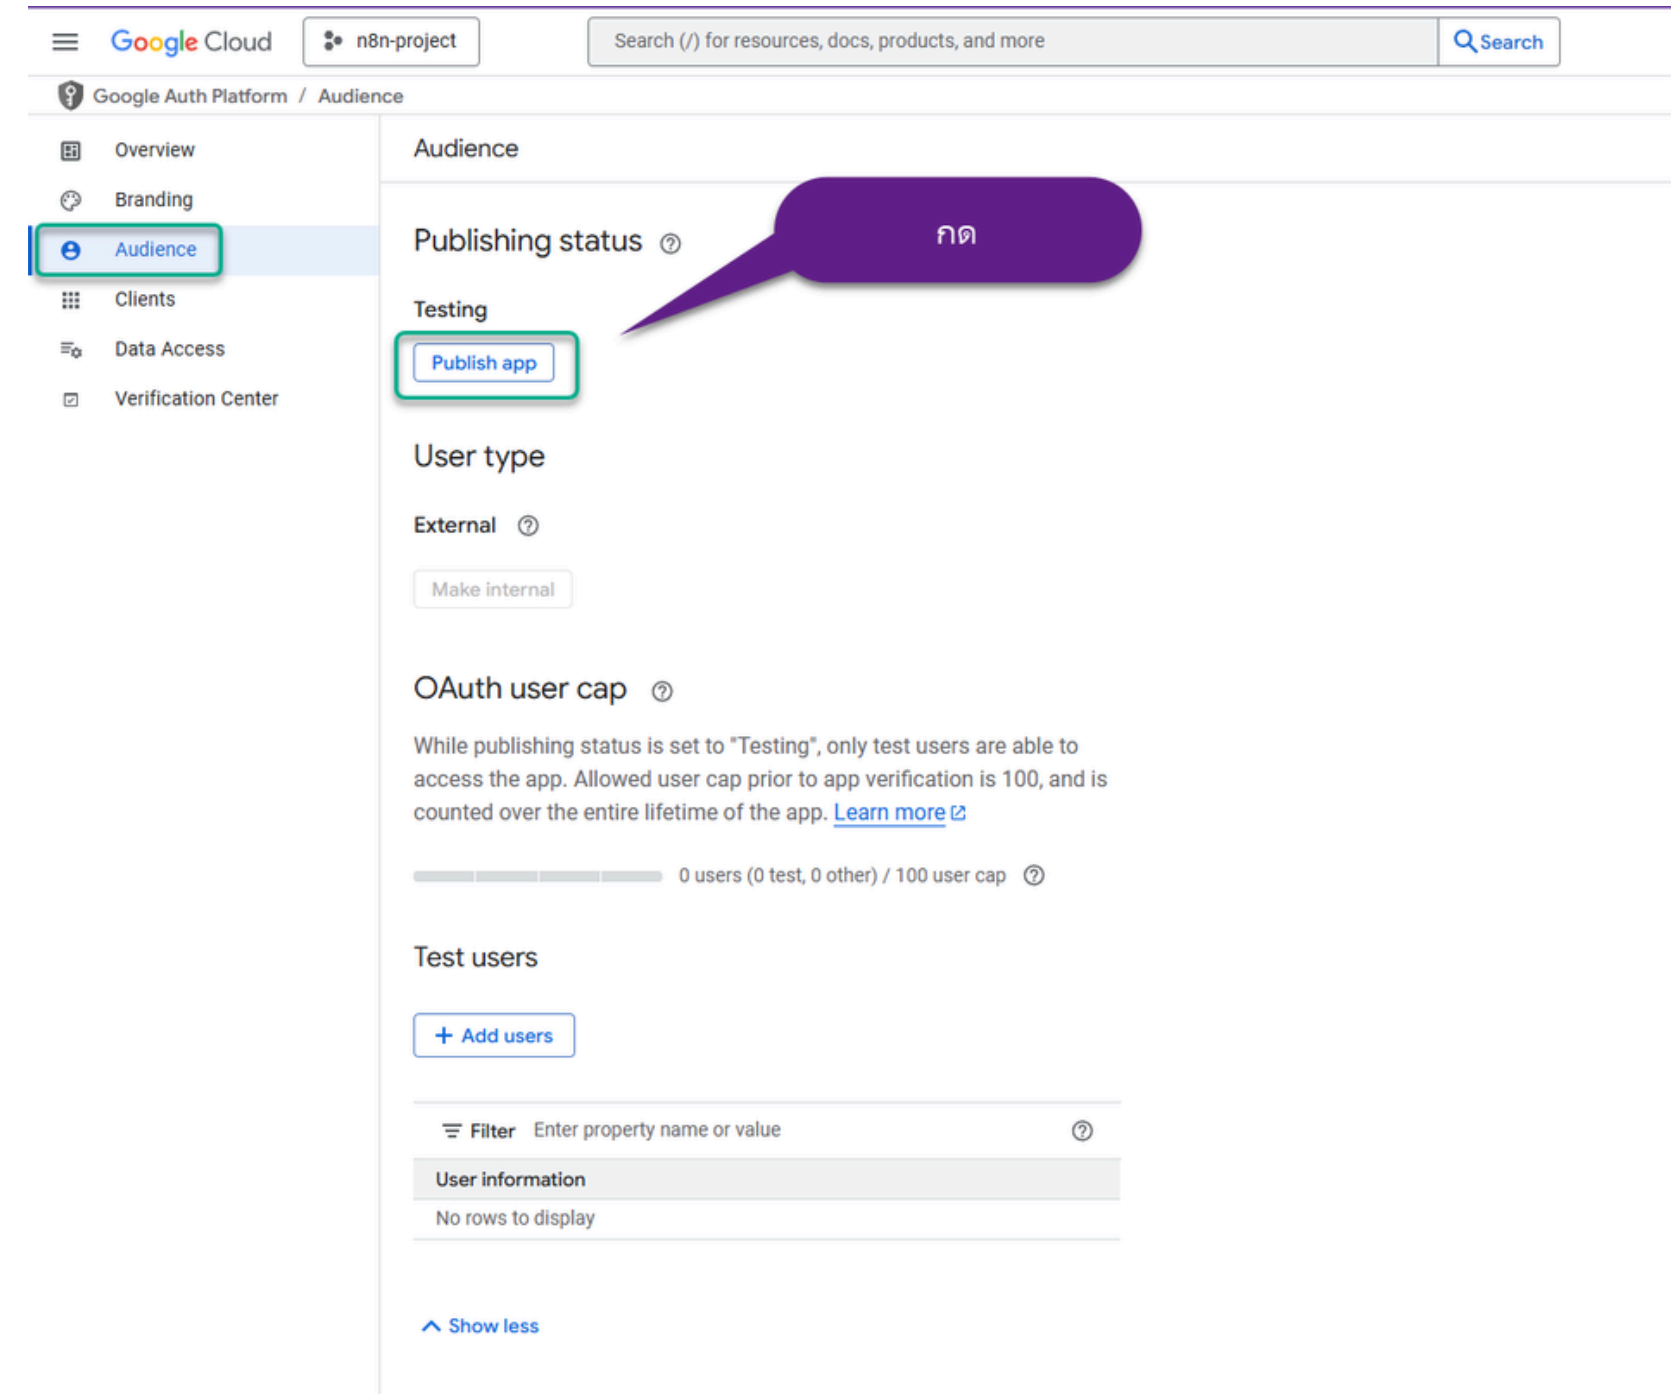 Google Cloud
n8n-project
Search (/) for resources, docs, products, and more
Search
Google Auth Platform / Audience
Overview
Branding
Audience
Clients
Data Access
Verification Center
Audience
Publishing status
กด
Testing
Publish app
User type
External
Make internal
OAuth user cap
While publishing status is set to "Testing", only test users are able to
access the app. Allowed user cap prior to app verification is 100, and is
counted over the entire lifetime of the app. Learn more
0 users (0 test, 0 other) / 100 user cap
Test users
+ Add users
Filter Enter property name or value
User information
No rows to display
Show less